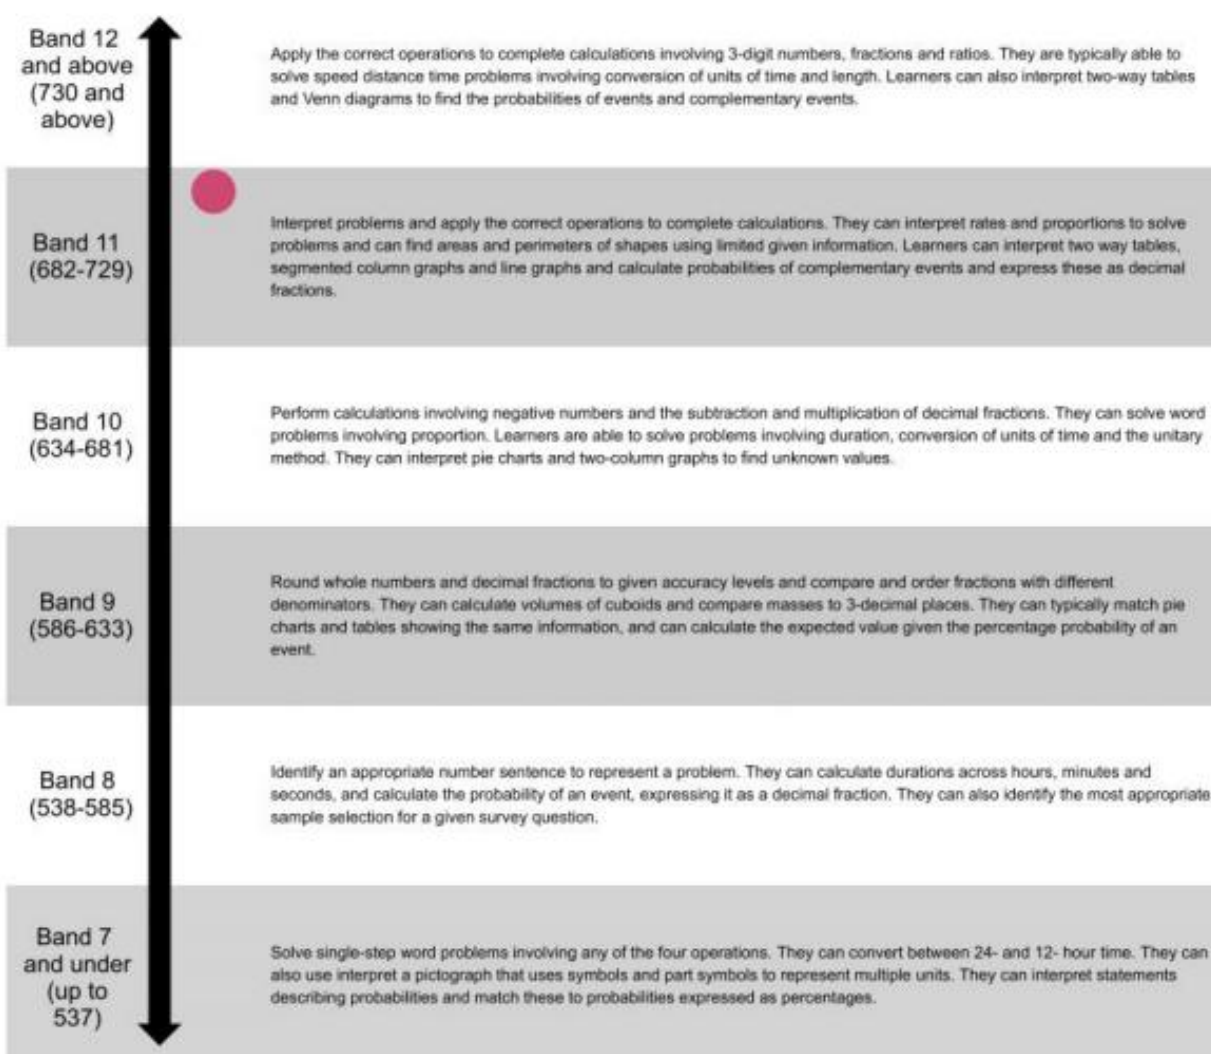 Band 12
and above
(730 and
above)
Apply the correct operations to complete calculations involving 3-digit numbers, fractions and ratios. They are typically able to
solve speed distance time problems involving conversion of units of time and length. Learners can also interpret two-way tables
and Venn diagrams to find the probabilities of events and complementary events.
Band 11
(682-729)
Interpret problems and apply the correct operations to complete calculations. They can interpret rates and proportions to solve
problems and can find areas and perimeters of shapes using limited given information. Learners can interpret two way tables,
segmented column graphs and line graphs and calculate probabilities of complementary events and express these as decimal
fractions.
Band 10
(634-681)
Perform calculations involving negative numbers and the subtraction and multiplication of decimal fractions. They can solve word
problems involving proportion. Learners are able to solve problems involving duration, conversion of units of time and the unitary
method. They can interpret pie charts and two-column graphs to find unknown values.
Band 9
(586-633)
Round whole numbers and decimal fractions to given accuracy levels and compare and order fractions with different
denominators. They can calculate volumes of cuboids and compare masses to 3-decimal places. They can typically match pie
charts and tables showing the same information, and can calculate the expected value given the percentage probability of an
event.
Band 8
(538-585)
Identify an appropriate number sentence to represent a problem. They can calculate durations across hours, minutes and
seconds, and calculate the probability of an event, expressing it as a decimal fraction. They can also identify the most appropriate
sample selection for a given survey question.
Band 7
and under
(up to
537)
Solve single-step word problems involving any of the four operations. They can convert between 24- and 12- hour time. They can
also use interpret a pictograph that uses symbols and part symbols to represent multiple units. They can interpret statements
describing probabilities and match these to probabilities expressed as percentages.